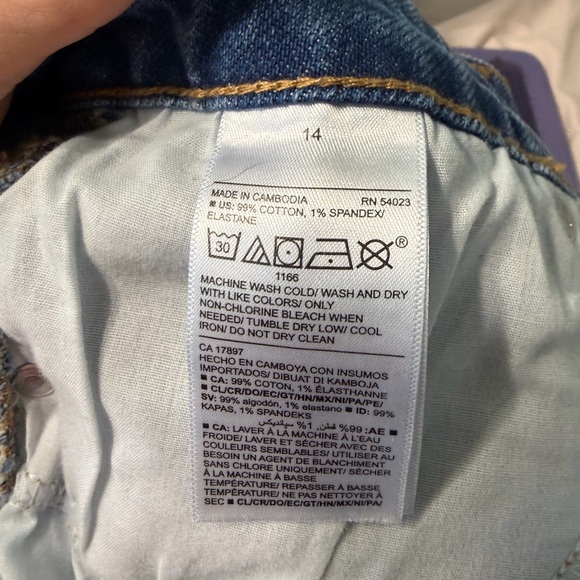 14
MADE IN CAMBODIA RN 54023
■ US: 99% COTTON, 1% SPANDEX/
ELASTANE
30 ®
1166
MACHINE WASH COLD/ WASH AND DRY
WITH LIKE COLORS/ ONLY
NON-CHLORINE BLEACH WHEN
NEEDED/ TUMBLE DRY LOW/ COOL
IRON/ DO NOT DRY CLEAN
CA 17897
HECHO EN CAMBOYA CON INSUMOS
IMPORTADOS/ DIBUAT DI KAMBOJA
■ CA: 99% COTON, 1% ÉLASTHANNE
■ CL/CR/DO/EC/GT/HN/MX/NI/PA/PE/
SV: 99% algodón, 1% elastano ■ ID: 99%
KAPAS, 1% SPANDEKS
■ AE: 99% قطن, 1% سباندیکس
■ CA: LAVER À LA MACHINE À L'EAU
FROIDE/ LAVER ET SÉCHER AVEC DES
COULEURS SEMBLABLES/ UTILISER AU
BESOIN UN AGENT DE BLANCHIMENT
SANS CHLORE UNIQUEMENT/ SÉCHER
À LA MACHINE À BASSE
TEMPÉRATURE/ REPASSER À BASSE
TEMPÉRATURE/ NE PAS NETTOYER À
SEC ■ CL/CR/DO/EC/GT/HN/MX/NI/PA/